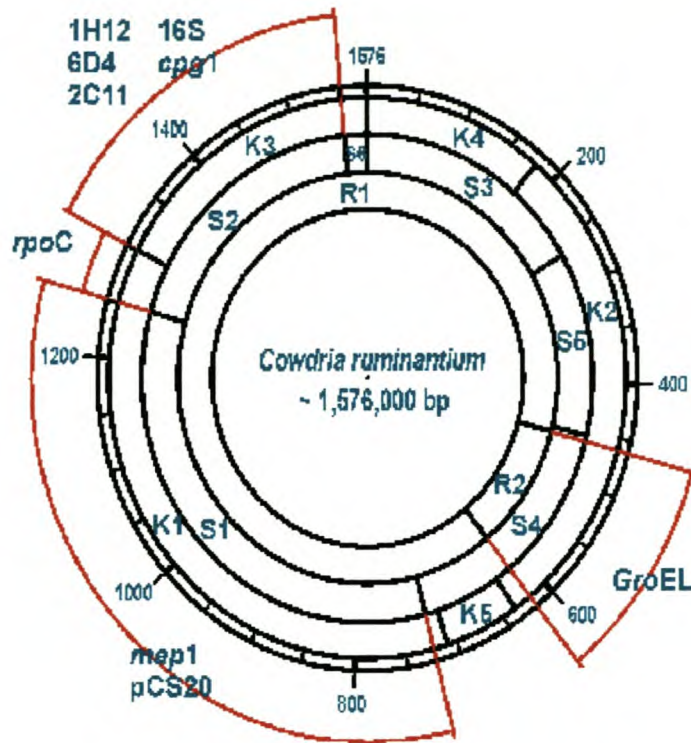 1H12 16S
6D4 cpg1
2C11
1576
1400
K3
S6
K4
200
S3
R1
S2
rpoC
K2
S5
1200
Cowdria ruminantium
~ 1,576,000 bp
400
R2
S4
K1
S1
GroEL
1000
K5
600
map1
pCS20
800